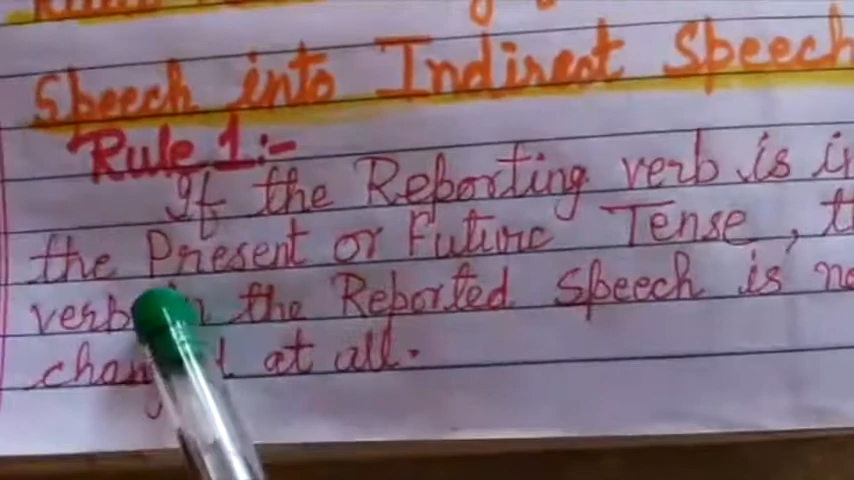 Speech into Indirect Speech
Rule 1:-
If the Reporting verb is
the Present or Future Tense,
verb the Reported Speech is
at all.